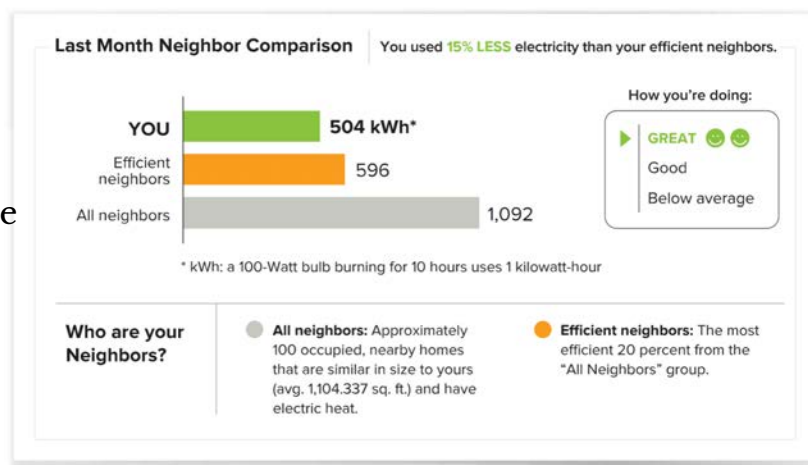 Last Month Neighbor Comparison
You used 15% LESS electricity than your efficient neighbors.
How you're doing:
YOU
504 kWh*
GREAT
Efficient
neighbors
596
Good
Below average
e
All neighbors
1,092
* kWh: a 100-Watt bulb burning for 10 hours uses 1 kilowatt-hour
Who are your
Neighbors?
All neighbors: Approximately
100 occupied, nearby homes
that are similar in size to yours
(avg. 1,104.337 sq. ft.) and have
electric heat.
Efficient neighbors: The most
efficient 20 percent from the
"All Neighbors" group.